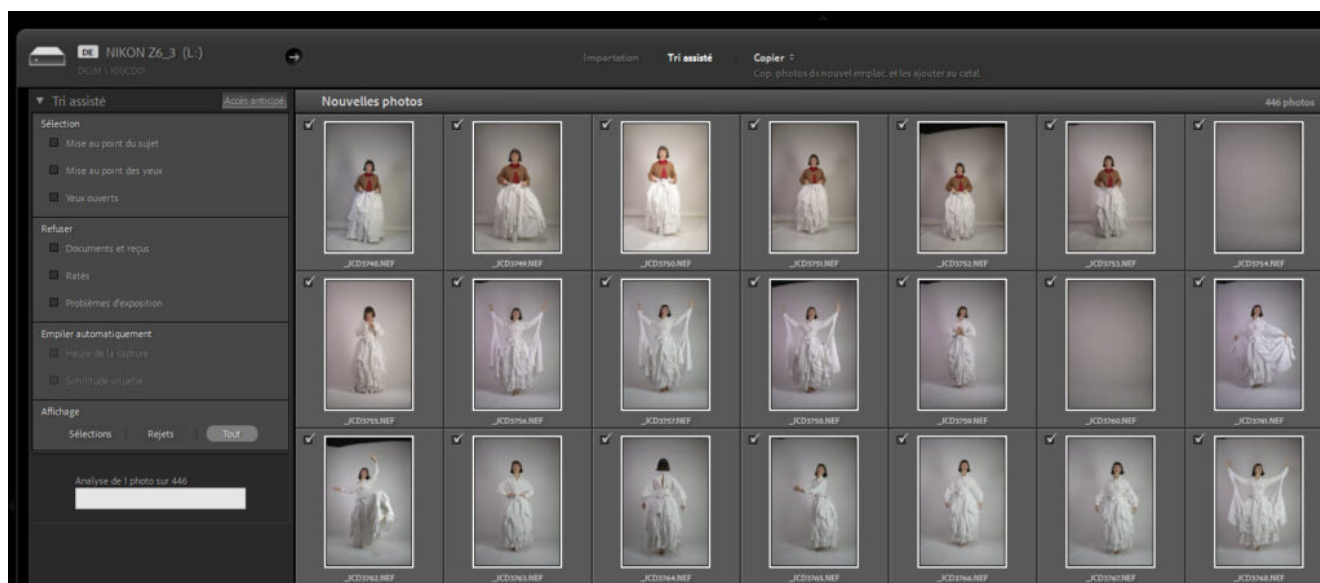 DE NIKON Z6_3 (L:)
Importation Tri assisté Copier
Cop. photos ds nouvel emplac. et les ajouter au catal.
Tri assisté Accès anticipé
Nouvelles photos 446 photos
Sélection
Mise au point du sujet
Mise au point des yeux
Yeux ouverts
Refuser
Documents et reçus
Ratés
Problèmes d'exposition
Empiler automatiquement
Heure de la capture
Similitude visuelle
Affichage
Sélections Rejets Tout
Analyse de 1 photo sur 446
_JCD3748.NEF _JCD3749.NEF _JCD3750.NEF _JCD3751.NEF _JCD3752.NEF _JCD3753.NEF _JCD3754.NEF
_JCD3755.NEF _JCD3756.NEF _JCD3757.NEF _JCD3758.NEF _JCD3759.NEF _JCD3760.NEF _JCD3761.NEF
_JCD3762.NEF _JCD3763.NEF _JCD3764.NEF _JCD3765.NEF _JCD3766.NEF _JCD3767.NEF _JCD3768.NEF